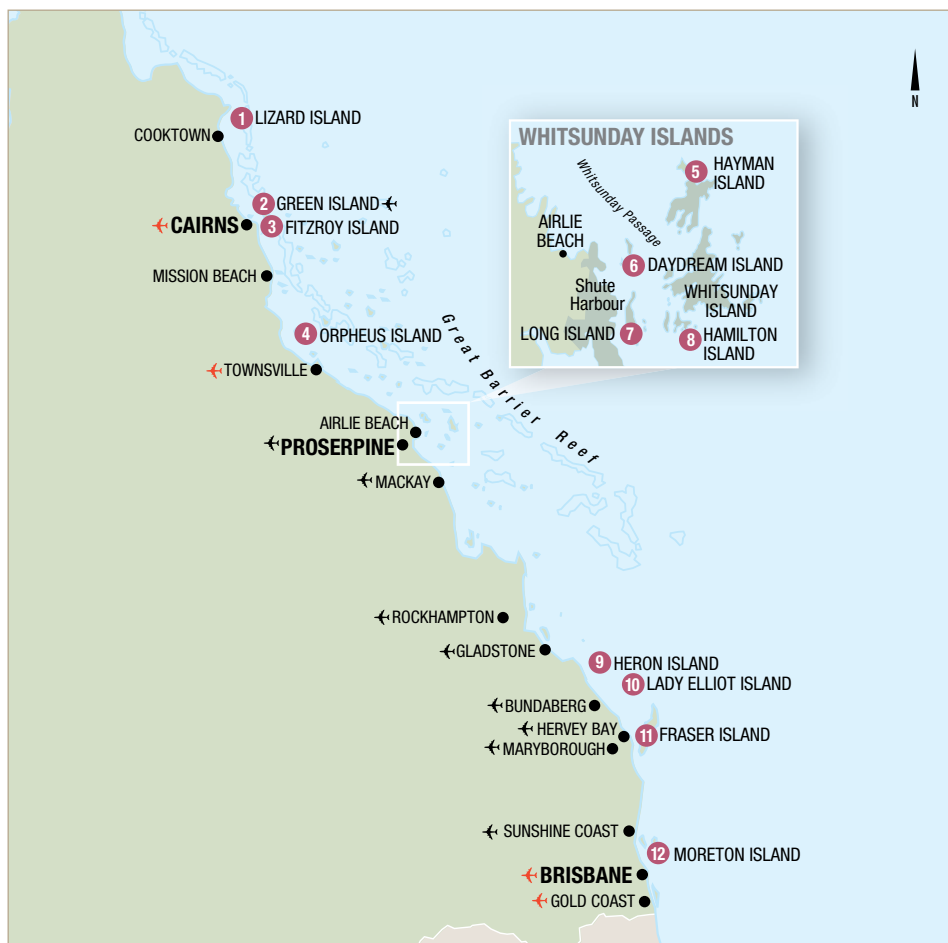 N
1 LIZARD ISLAND
COOKTOWN
2 GREEN ISLAND
CAIRNS
3 FITZROY ISLAND
MISSION BEACH
4 ORPHEUS ISLAND
TOWNSVILLE
Great Barrier Reef
AIRLIE BEACH
PROSERPINE
MACKAY
ROCKHAMPTON
GLADSTONE
9 HERON ISLAND
10 LADY ELLIOT ISLAND
BUNDABERG
HERVEY BAY
11 FRASER ISLAND
MARYBOROUGH
SUNSHINE COAST
12 MORETON ISLAND
BRISBANE
GOLD COAST
WHITSUNDAY ISLANDS
Whitsunday Passage
5 HAYMAN
ISLAND
AIRLIE
BEACH
6 DAYDREAM ISLAND
Shute
Harbour
WHITSUNDAY
ISLAND
LONG ISLAND 7
8 HAMILTON
ISLAND